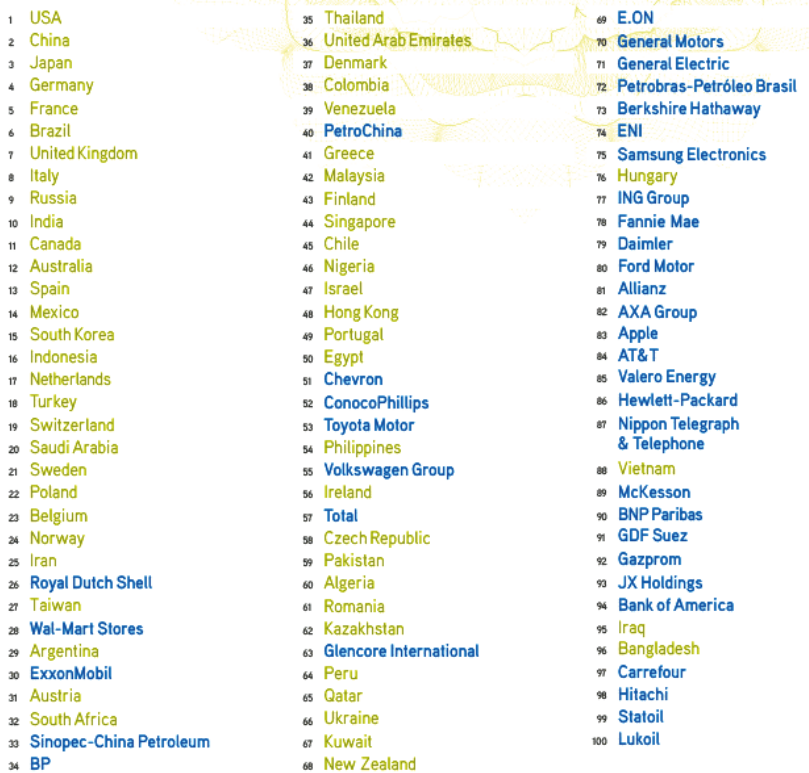 1 USA
2 China
3 Japan
4 Germany
5 France
6 Brazil
7 United Kingdom
8 Italy
9 Russia
10 India
11 Canada
12 Australia
13 Spain
14 Mexico
15 South Korea
16 Indonesia
17 Netherlands
18 Turkey
19 Switzerland
20 Saudi Arabia
21 Sweden
22 Poland
23 Belgium
24 Norway
25 Iran
26 Royal Dutch Shell
27 Taiwan
28 Wal-Mart Stores
29 Argentina
30 ExxonMobil
31 Austria
32 South Africa
33 Sinopec-China Petroleum
34 BP
35 Thailand
36 United Arab Emirates
37 Denmark
38 Colombia
39 Venezuela
40 PetroChina
41 Greece
42 Malaysia
43 Finland
44 Singapore
45 Chile
46 Nigeria
47 Israel
48 Hong Kong
49 Portugal
50 Egypt
51 Chevron
52 ConocoPhillips
53 Toyota Motor
54 Philippines
55 Volkswagen Group
56 Ireland
57 Total
58 Czech Republic
59 Pakistan
60 Algeria
61 Romania
62 Kazakhstan
63 Glencore International
64 Peru
65 Qatar
66 Ukraine
67 Kuwait
68 New Zealand
69 E.ON
70 General Motors
71 General Electric
72 Petrobras-Petróleo Brasil
73 Berkshire Hathaway
74 ENI
75 Samsung Electronics
76 Hungary
77 ING Group
78 Fannie Mae
79 Daimler
80 Ford Motor
81 Allianz
82 AXA Group
83 Apple
84 AT&T
85 Valero Energy
86 Hewlett-Packard
87 Nippon Telegraph
& Telephone
88 Vietnam
89 McKesson
90 BNP Paribas
91 GDF Suez
92 Gazprom
93 JX Holdings
94 Bank of America
95 Iraq
96 Bangladesh
97 Carrefour
98 Hitachi
99 Statoil
100 Lukoil